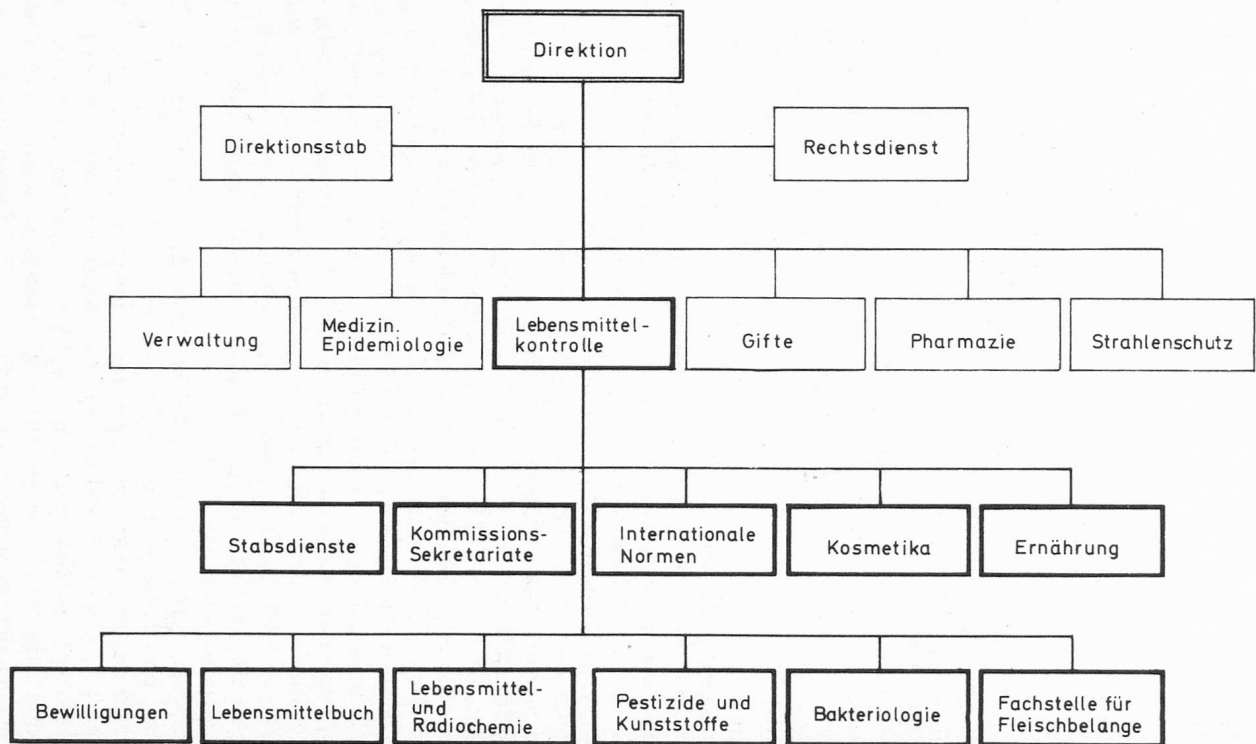 Direktion
Direktionsstab
Rechtsdienst
Verwaltung
Medizin.
Epidemiologie
Lebensmittel-
kontrolle
Gifte
Pharmazie
Strahlenschutz
Stabsdienste
Kommissions-
Sekretariate
Internationale
Normen
Kosmetika
Ernährung
Bewilligungen
Lebensmittelbuch
Lebensmittel-
und
Radiochemie
Pestizide und
Kunststoffe
Bakteriologie
Fachstelle für
Fleischbelange